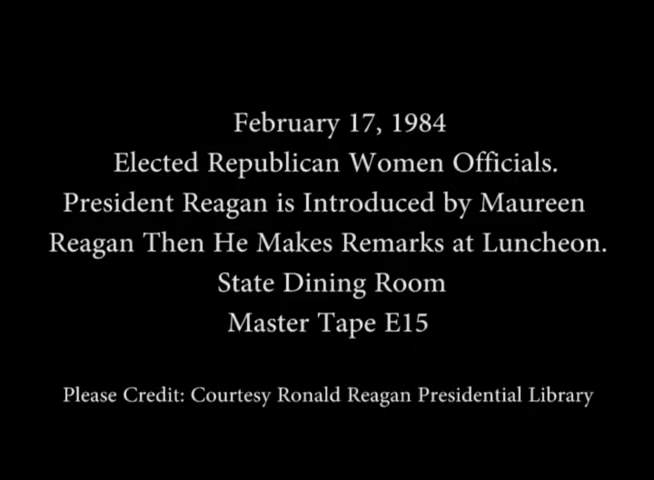 February 17, 1984
Elected Republican Women Officials.
President Reagan is Introduced by Maureen
Reagan Then He Makes Remarks at Luncheon.
State Dining Room
Master Tape E15
Please Credit: Courtesy Ronald Reagan Presidential Library